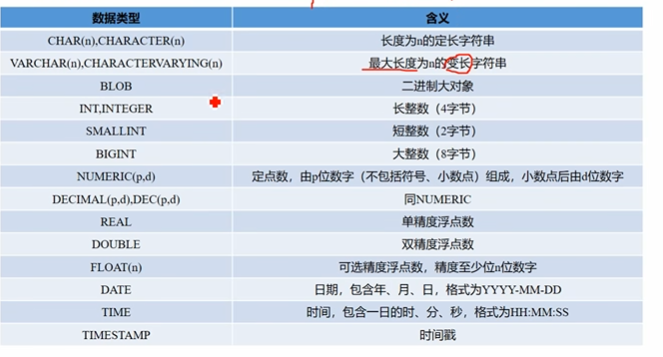 数据类型 含义
CHAR(n),CHARACTER(n) 长度为n的定长字符串
VARCHAR(n),CHARACTERVARYING(n) 最大长度为n的变长字符串
BLOB 二进制大对象
INT,INTEGER 长整数（4字节）
SMALLINT 短整数（2字节）
BIGINT 大整数（8字节）
NUMERIC(p,d) 定点数，由p位数字（不包括符号、小数点）组成，小数点后由d位数字
DECIMAL(p,d),DEC(p,d) 同NUMERIC
REAL 单精度浮点数
DOUBLE 双精度浮点数
FLOAT(n) 可选精度浮点数，精度至少位n位数字
DATE 日期，包含年、月、日，格式为YYYY-MM-DD
TIME 时间，包含一日的时、分、秒，格式为HH:MM:SS
TIMESTAMP 时间戳